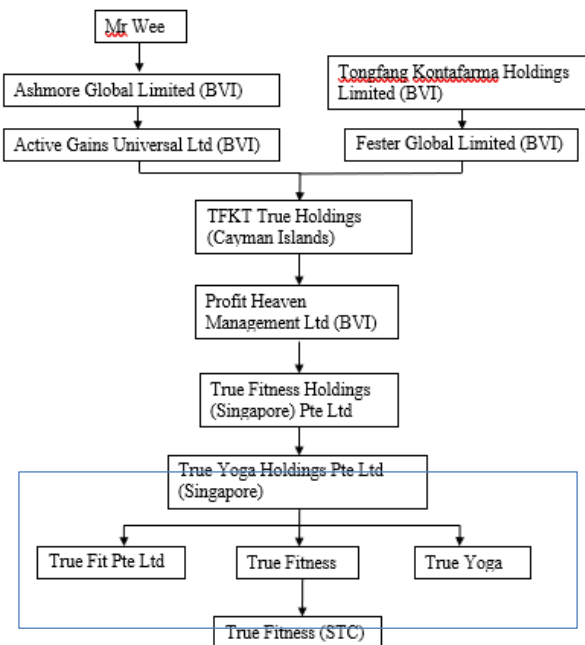 Mr Wee
Ashmore Global Limited (BVI)
Tongfang Kontafarma Holdings
Limited (BVI)
Active Gains Universal Ltd (BVI)
Fester Global Limited (BVI)
TFKT True Holdings
(Cayman Islands)
Profit Heaven
Management Ltd (BVI)
True Fitness Holdings
(Singapore) Pte Ltd
True Yoga Holdings Pte Ltd
(Singapore)
True Fit Pte Ltd
True Fitness
True Yoga
True Fitness (STC)